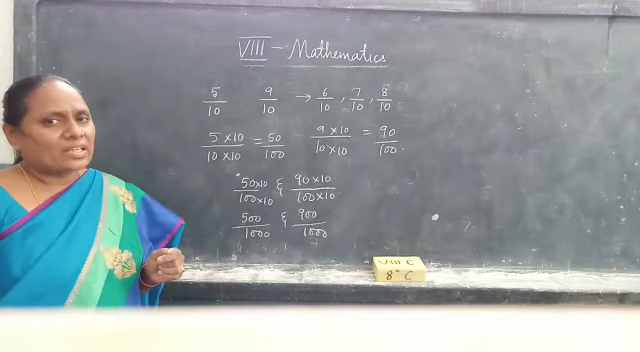 VIII - Mathematics
5/10 9/10 → 6/10, 7/10, 8/10
5×10/10×10 = 50/100 9×10/10×10 = 90/100.
50×10/100×10 & 90×10/100×10
500/1000 & 900/1000
VIII C
8ᵗʰ C